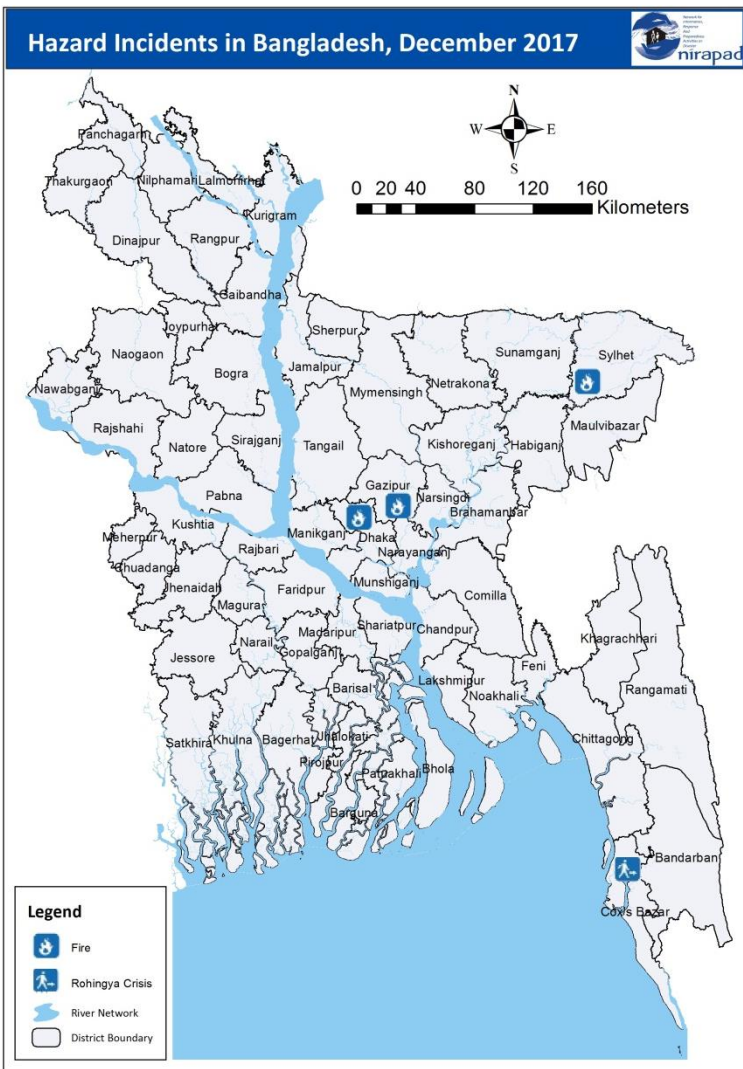 Hazard Incidents in Bangladesh, December 2017
nirapad
N
W E
S
0 20 40 80 120 160
Kilometers
Panchagarh
Thakurgaon
Nilphamari
Lalmonirhat
Kurigram
Dinajpur
Rangpur
Gaibandha
Joypurhat
Naogaon
Bogra
Sherpur
Jamalpur
Mymensingh
Netrakona
Sunamganj
Sylhet
Maulvibazar
Habiganj
Kishoreganj
Nawabganj
Rajshahi
Natore
Sirajganj
Tangail
Gazipur
Narsingdi
Brahamanbar
Pabna
Kushtia
Manikganj
Dhaka
Narayanganj
Meherpur
Chuadanga
Rajbari
Munshiganj
Jhenaidah
Magura
Faridpur
Comilla
Shariatpur
Chandpur
Khagrachhari
Narail
Madaripur
Gopalganj
Jessore
Feni
Rangamati
Barisal
Lakshmipur
Noakhali
Chittagong
Satkhira
Khulna
Bagerhat
Jhalokati
Pirojpur
Patuakhali
Bhola
Barguna
Bandarban
Cox's Bazar
Legend
Fire
Rohingya Crisis
River Network
District Boundary